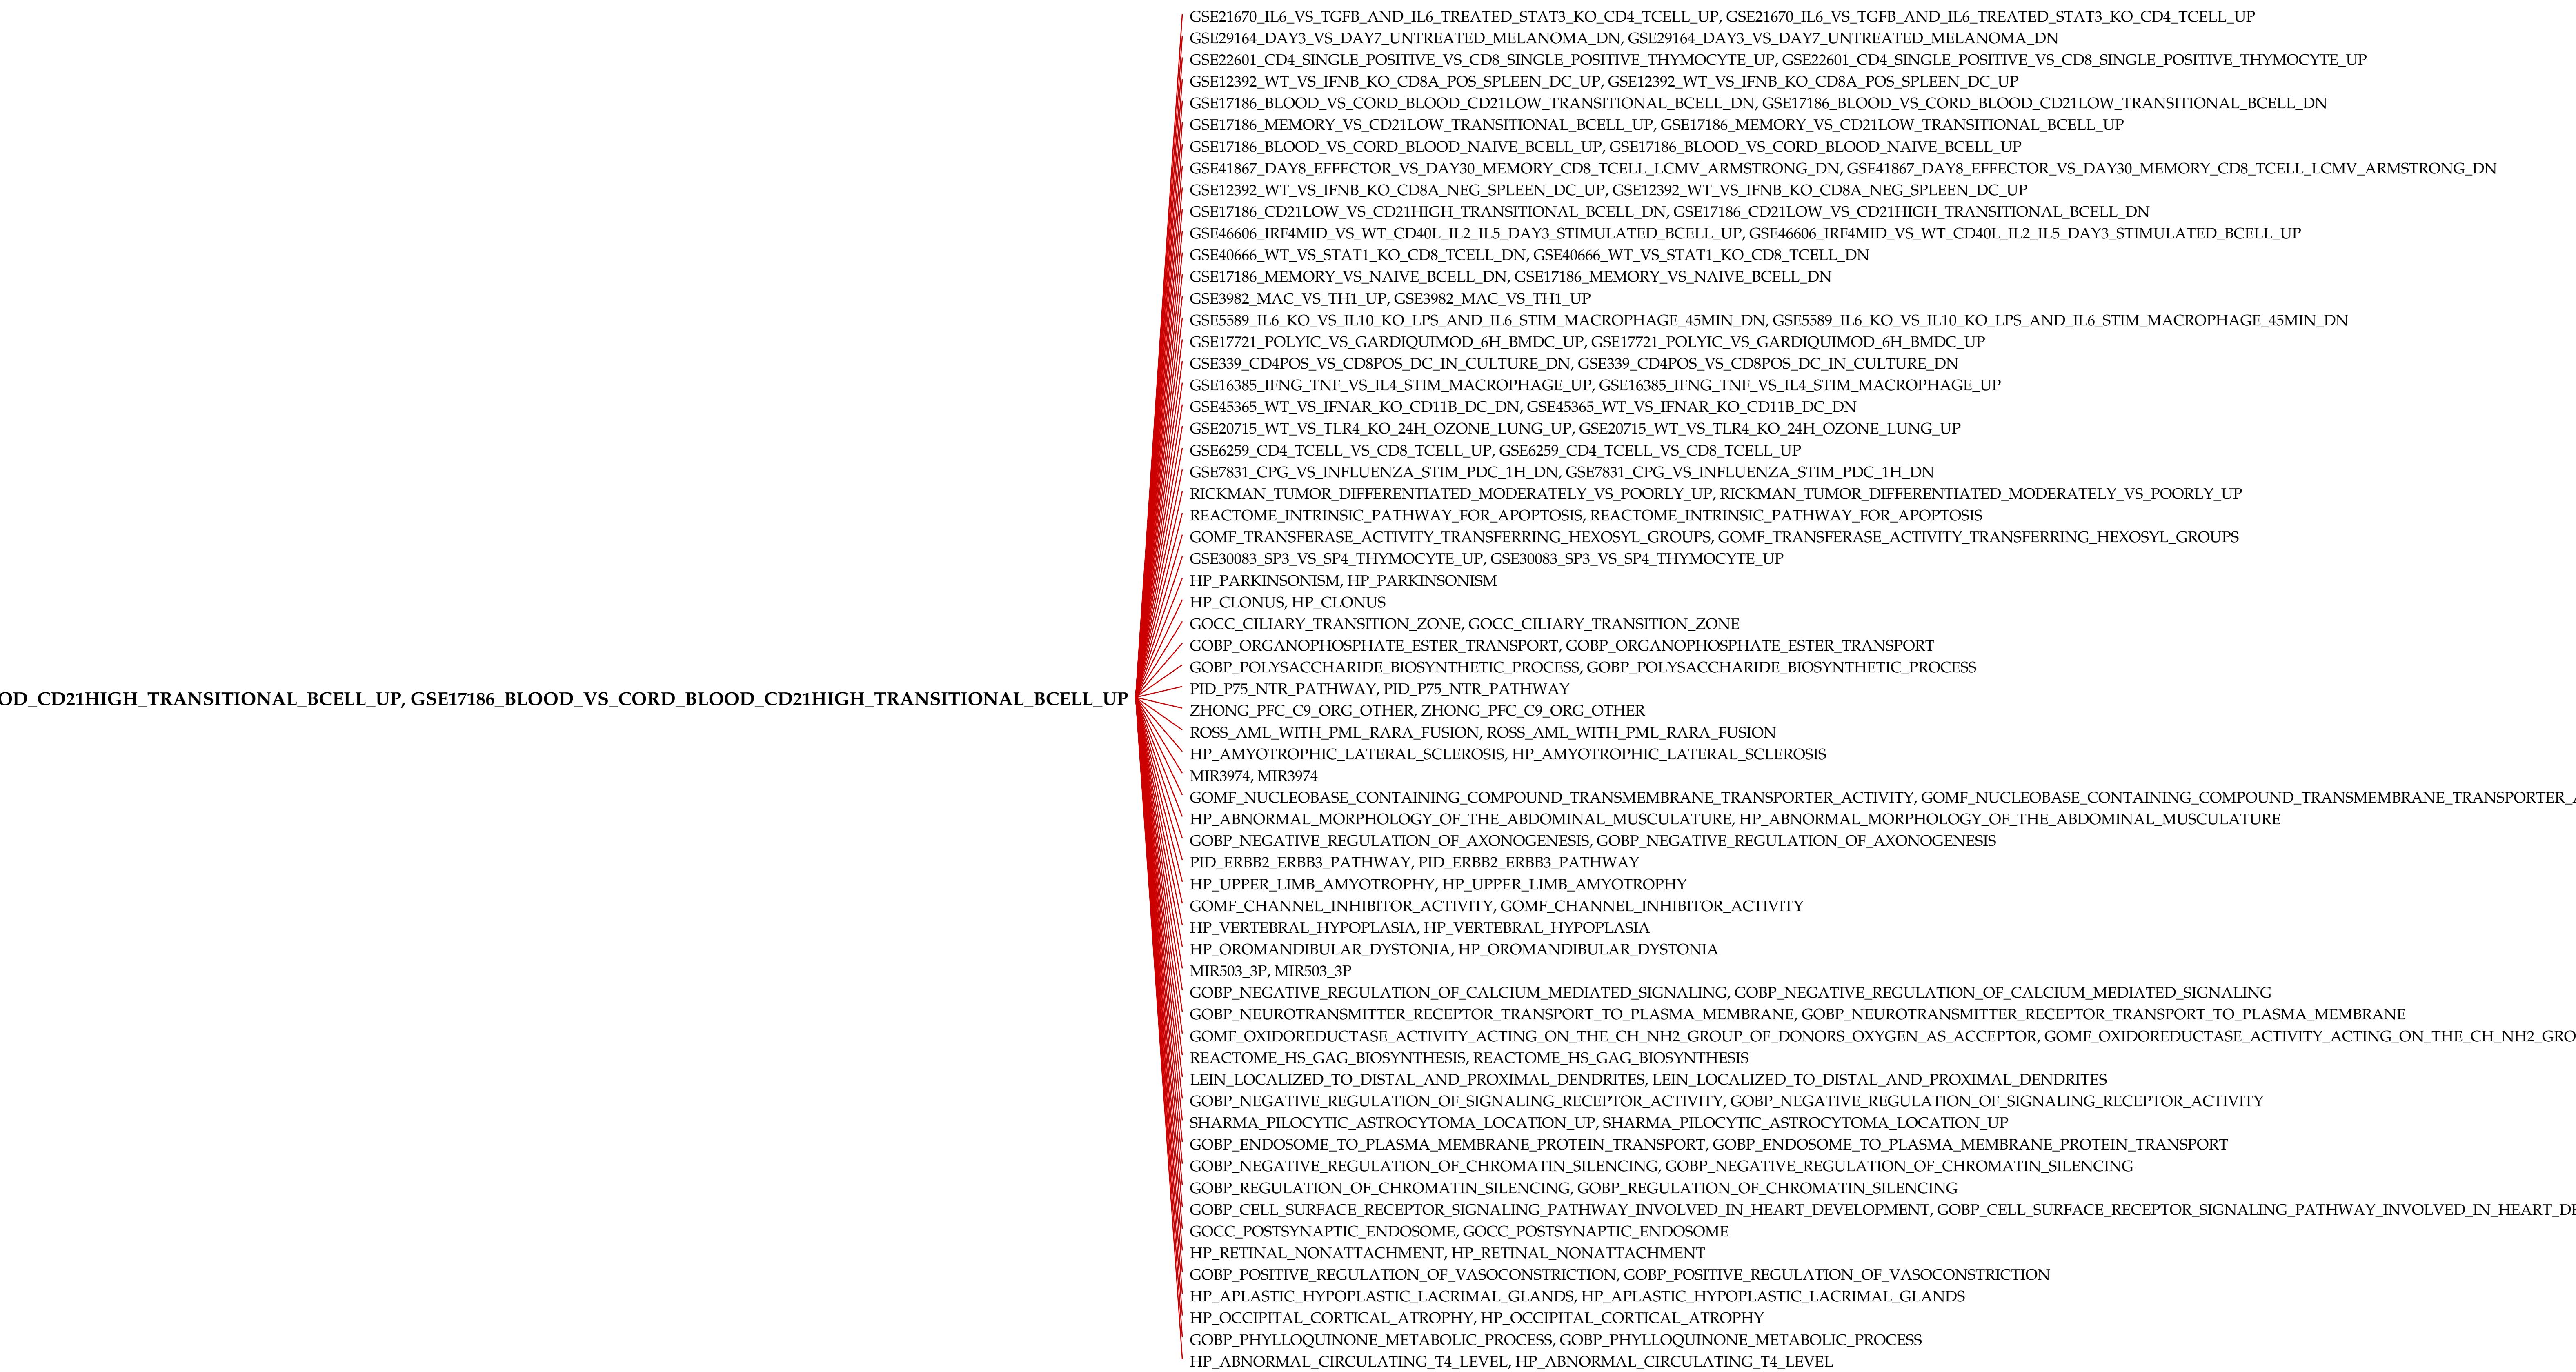 GSE21670_IL6_VS_TGFB_AND_IL6_TREATED_STAT3_KO_CD4_TCELL_UP, GSE21670_IL6_VS_TGFB_AND_IL6_TREATED_STAT3_KO_CD4_TCELL_UP
GSE29164_DAY3_VS_DAY7_UNTREATED_MELANOMA_DN, GSE29164_DAY3_VS_DAY7_UNTREATED_MELANOMA_DN
GSE22601_CD4_SINGLE_POSITIVE_VS_CD8_SINGLE_POSITIVE_THYMOCYTE_UP, GSE22601_CD4_SINGLE_POSITIVE_VS_CD8_SINGLE_POSITIVE_THYMOCYTE_UP
GSE12392_WT_VS_IFNB_KO_CD8A_POS_SPLEEN_DC_UP, GSE12392_WT_VS_IFNB_KO_CD8A_POS_SPLEEN_DC_UP
GSE17186_BLOOD_VS_CORD_BLOOD_CD21LOW_TRANSITIONAL_BCELL_DN, GSE17186_BLOOD_VS_CORD_BLOOD_CD21LOW_TRANSITIONAL_BCELL_DN
GSE17186_MEMORY_VS_CD21LOW_TRANSITIONAL_BCELL_UP, GSE17186_MEMORY_VS_CD21LOW_TRANSITIONAL_BCELL_UP
GSE17186_BLOOD_VS_CORD_BLOOD_NAIVE_BCELL_UP, GSE17186_BLOOD_VS_CORD_BLOOD_NAIVE_BCELL_UP
GSE41867_DAY8_EFFECTOR_VS_DAY30_MEMORY_CD8_TCELL_LCMV_ARMSTRONG_DN, GSE41867_DAY8_EFFECTOR_VS_DAY30_MEMORY_CD8_TCELL_LCMV_ARMSTRONG_DN
GSE12392_WT_VS_IFNB_KO_CD8A_NEG_SPLEEN_DC_UP, GSE12392_WT_VS_IFNB_KO_CD8A_NEG_SPLEEN_DC_UP
GSE17186_CD21LOW_VS_CD21HIGH_TRANSITIONAL_BCELL_DN, GSE17186_CD21LOW_VS_CD21HIGH_TRANSITIONAL_BCELL_DN
GSE46606_IRF4MID_VS_WT_CD40L_IL2_IL5_DAY3_STIMULATED_BCELL_UP, GSE46606_IRF4MID_VS_WT_CD40L_IL2_IL5_DAY3_STIMULATED_BCELL_UP
GSE40666_WT_VS_STAT1_KO_CD8_TCELL_DN, GSE40666_WT_VS_STAT1_KO_CD8_TCELL_DN
GSE17186_MEMORY_VS_NAIVE_BCELL_DN, GSE17186_MEMORY_VS_NAIVE_BCELL_DN
GSE3982_MAC_VS_TH1_UP, GSE3982_MAC_VS_TH1_UP
GSE5589_IL6_KO_VS_IL10_KO_LPS_AND_IL6_STIM_MACROPHAGE_45MIN_DN, GSE5589_IL6_KO_VS_IL10_KO_LPS_AND_IL6_STIM_MACROPHAGE_45MIN_DN
GSE17721_POLYIC_VS_GARDIQUIMOD_6H_BMDC_UP, GSE17721_POLYIC_VS_GARDIQUIMOD_6H_BMDC_UP
GSE339_CD4POS_VS_CD8POS_DC_IN_CULTURE_DN, GSE339_CD4POS_VS_CD8POS_DC_IN_CULTURE_DN
GSE16385_IFNG_TNF_VS_IL4_STIM_MACROPHAGE_UP, GSE16385_IFNG_TNF_VS_IL4_STIM_MACROPHAGE_UP
GSE45365_WT_VS_IFNAR_KO_CD11B_DC_DN, GSE45365_WT_VS_IFNAR_KO_CD11B_DC_DN
GSE20715_WT_VS_TLR4_KO_24H_OZONE_LUNG_UP, GSE20715_WT_VS_TLR4_KO_24H_OZONE_LUNG_UP
GSE6259_CD4_TCELL_VS_CD8_TCELL_UP, GSE6259_CD4_TCELL_VS_CD8_TCELL_UP
GSE7831_CPG_VS_INFLUENZA_STIM_PDC_1H_DN, GSE7831_CPG_VS_INFLUENZA_STIM_PDC_1H_DN
RICKMAN_TUMOR_DIFFERENTIATED_MODERATELY_VS_POORLY_UP, RICKMAN_TUMOR_DIFFERENTIATED_MODERATELY_VS_POORLY_UP
REACTOME_INTRINSIC_PATHWAY_FOR_APOPTOSIS, REACTOME_INTRINSIC_PATHWAY_FOR_APOPTOSIS
GOMF_TRANSFERASE_ACTIVITY_TRANSFERRING_HEXOSYL_GROUPS, GOMF_TRANSFERASE_ACTIVITY_TRANSFERRING_HEXOSYL_GROUPS
GSE30083_SP3_VS_SP4_THYMOCYTE_UP, GSE30083_SP3_VS_SP4_THYMOCYTE_UP
HP_PARKINSONISM, HP_PARKINSONISM
HP_CLONUS, HP_CLONUS
GOCC_CILIARY_TRANSITION_ZONE, GOCC_CILIARY_TRANSITION_ZONE
GOBP_ORGANOPHOSPHATE_ESTER_TRANSPORT, GOBP_ORGANOPHOSPHATE_ESTER_TRANSPORT
GOBP_POLYSACCHARIDE_BIOSYNTHETIC_PROCESS, GOBP_POLYSACCHARIDE_BIOSYNTHETIC_PROCESS
PID_P75_NTR_PATHWAY, PID_P75_NTR_PATHWAY
OD_CD21HIGH_TRANSITIONAL_BCELL_UP, GSE17186_BLOOD_VS_CORD_BLOOD_CD21HIGH_TRANSITIONAL_BCELL_UP
ZHONG_PFC_C9_ORG_OTHER, ZHONG_PFC_C9_ORG_OTHER
ROSS_AML_WITH_PML_RARA_FUSION, ROSS_AML_WITH_PML_RARA_FUSION
HP_AMYOTROPHIC_LATERAL_SCLEROSIS, HP_AMYOTROPHIC_LATERAL_SCLEROSIS
MIR3974, MIR3974
GOMF_NUCLEOBASE_CONTAINING_COMPOUND_TRANSMEMBRANE_TRANSPORTER_ACTIVITY, GOMF_NUCLEOBASE_CONTAINING_COMPOUND_TRANSMEMBRANE_TRANSPORTER_
HP_ABNORMAL_MORPHOLOGY_OF_THE_ABDOMINAL_MUSCULATURE, HP_ABNORMAL_MORPHOLOGY_OF_THE_ABDOMINAL_MUSCULATURE
GOBP_NEGATIVE_REGULATION_OF_AXONOGENESIS, GOBP_NEGATIVE_REGULATION_OF_AXONOGENESIS
PID_ERBB2_ERBB3_PATHWAY, PID_ERBB2_ERBB3_PATHWAY
HP_UPPER_LIMB_AMYOTROPHY, HP_UPPER_LIMB_AMYOTROPHY
GOMF_CHANNEL_INHIBITOR_ACTIVITY, GOMF_CHANNEL_INHIBITOR_ACTIVITY
HP_VERTEBRAL_HYPOPLASIA, HP_VERTEBRAL_HYPOPLASIA
HP_OROMANDIBULAR_DYSTONIA, HP_OROMANDIBULAR_DYSTONIA
MIR503_3P, MIR503_3P
GOBP_NEGATIVE_REGULATION_OF_CALCIUM_MEDIATED_SIGNALING, GOBP_NEGATIVE_REGULATION_OF_CALCIUM_MEDIATED_SIGNALING
GOBP_NEUROTRANSMITTER_RECEPTOR_TRANSPORT_TO_PLASMA_MEMBRANE, GOBP_NEUROTRANSMITTER_RECEPTOR_TRANSPORT_TO_PLASMA_MEMBRANE
GOMF_OXIDOREDUCTASE_ACTIVITY_ACTING_ON_THE_CH_NH2_GROUP_OF_DONORS_OXYGEN_AS_ACCEPTOR, GOMF_OXIDOREDUCTASE_ACTIVITY_ACTING_ON_THE_CH_NH2_GRO
REACTOME_HS_GAG_BIOSYNTHESIS, REACTOME_HS_GAG_BIOSYNTHESIS
LEIN_LOCALIZED_TO_DISTAL_AND_PROXIMAL_DENDRITES, LEIN_LOCALIZED_TO_DISTAL_AND_PROXIMAL_DENDRITES
GOBP_NEGATIVE_REGULATION_OF_SIGNALING_RECEPTOR_ACTIVITY, GOBP_NEGATIVE_REGULATION_OF_SIGNALING_RECEPTOR_ACTIVITY
SHARMA_PILOCYTIC_ASTROCYTOMA_LOCATION_UP, SHARMA_PILOCYTIC_ASTROCYTOMA_LOCATION_UP
GOBP_ENDOSOME_TO_PLASMA_MEMBRANE_PROTEIN_TRANSPORT, GOBP_ENDOSOME_TO_PLASMA_MEMBRANE_PROTEIN_TRANSPORT
GOBP_NEGATIVE_REGULATION_OF_CHROMATIN_SILENCING, GOBP_NEGATIVE_REGULATION_OF_CHROMATIN_SILENCING
GOBP_REGULATION_OF_CHROMATIN_SILENCING, GOBP_REGULATION_OF_CHROMATIN_SILENCING
GOBP_CELL_SURFACE_RECEPTOR_SIGNALING_PATHWAY_INVOLVED_IN_HEART_DEVELOPMENT, GOBP_CELL_SURFACE_RECEPTOR_SIGNALING_PATHWAY_INVOLVED_IN_HEART_DE
GOCC_POSTSYNAPTIC_ENDOSOME, GOCC_POSTSYNAPTIC_ENDOSOME
HP_RETINAL_NONATTACHMENT, HP_RETINAL_NONATTACHMENT
GOBP_POSITIVE_REGULATION_OF_VASOCONSTRICTION, GOBP_POSITIVE_REGULATION_OF_VASOCONSTRICTION
HP_APLASTIC_HYPOPLASTIC_LACRIMAL_GLANDS, HP_APLASTIC_HYPOPLASTIC_LACRIMAL_GLANDS
HP_OCCIPITAL_CORTICAL_ATROPHY, HP_OCCIPITAL_CORTICAL_ATROPHY
GOBP_PHYLLOQUINONE_METABOLIC_PROCESS, GOBP_PHYLLOQUINONE_METABOLIC_PROCESS
HP_ABNORMAL_CIRCULATING_T4_LEVEL, HP_ABNORMAL_CIRCULATING_T4_LEVEL